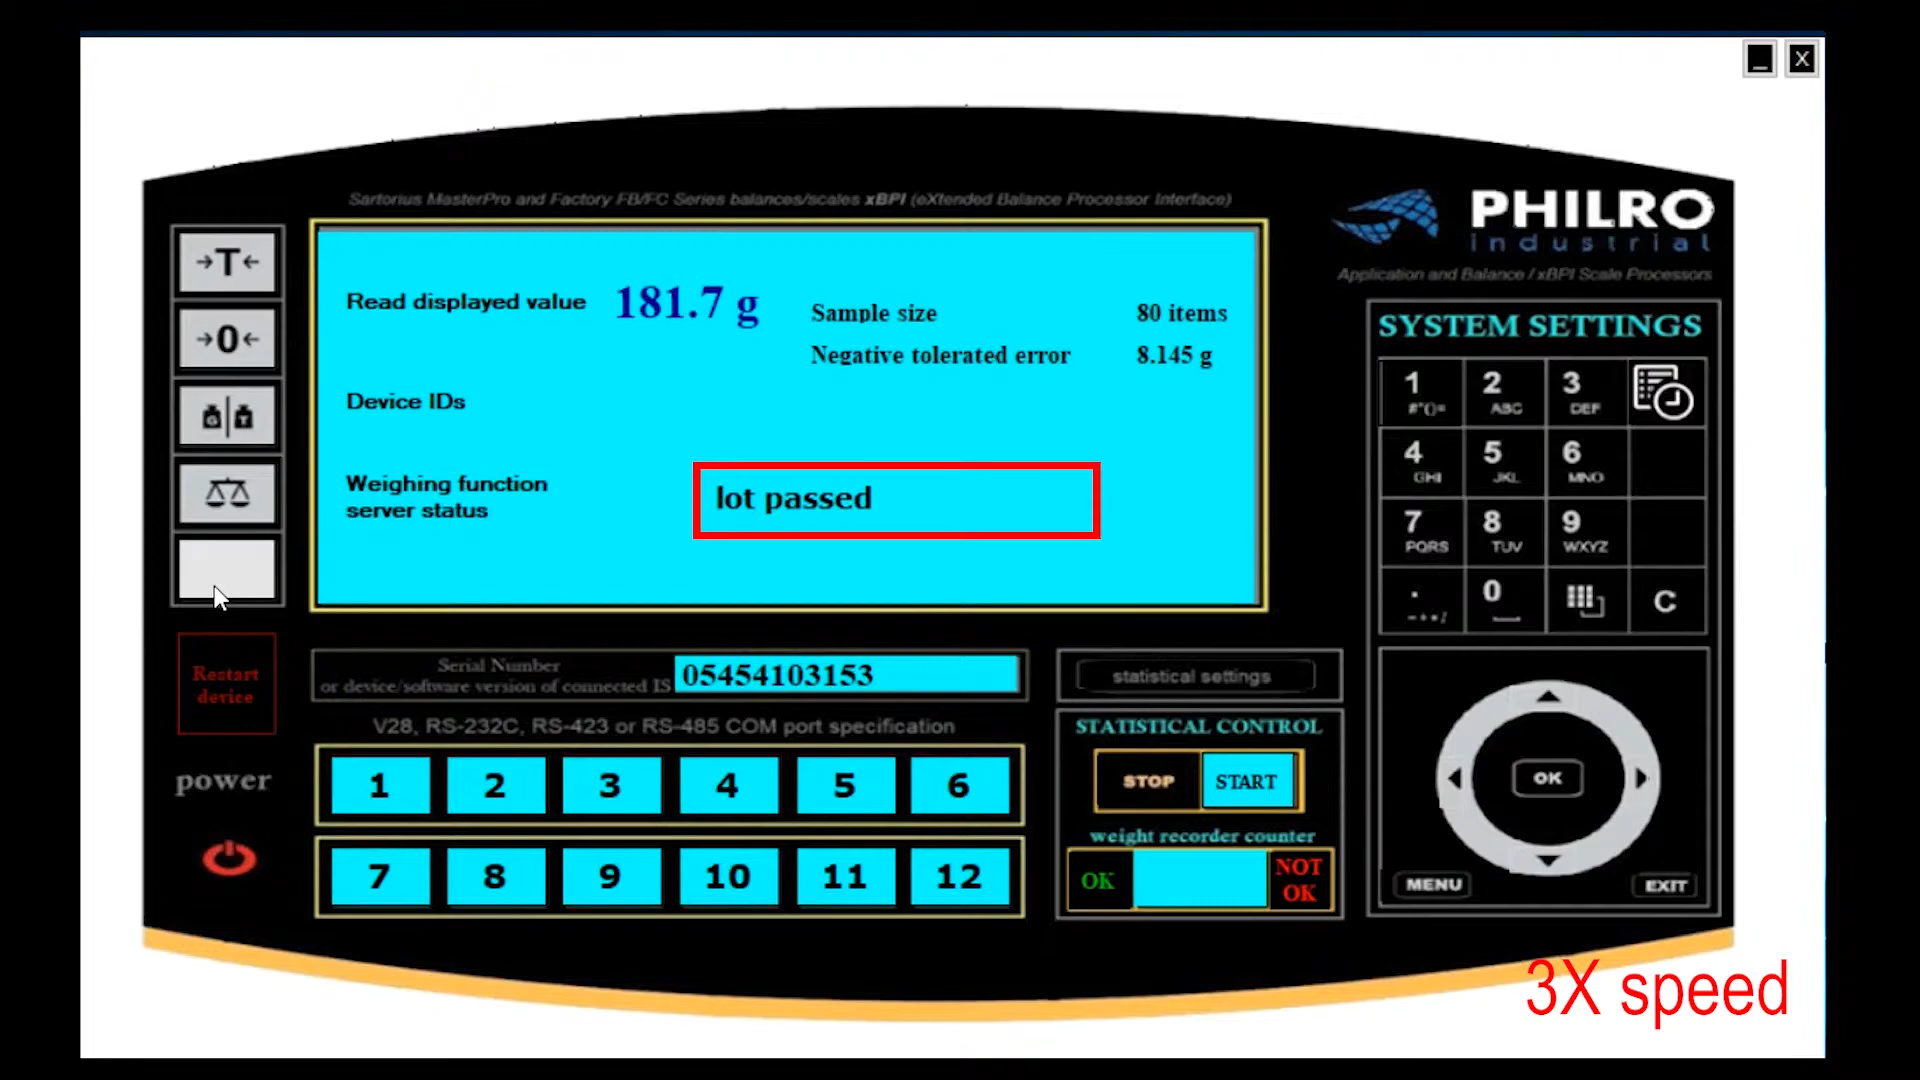 _ X
Sartorius MasterPro and Factory FB/FC Series balances/scales xBPI (eXtended Balance Processor Interface)
PHILRO
industrial
Application and Balance / xBPI Scale Processors
→T←
→0←
G T
Read displayed value 181.7 g
Sample size 80 items
Negative tolerated error 8.145 g
Device IDs
Weighing function
server status
lot passed
SYSTEM SETTINGS
1 2 3
#*()= ABC DEF
4 5 6
GHI JKL MNO
7 8 9
PQRS TUV WXYZ
. 0 C
Restart
device
Serial Number
or device/software version of connected IS
05454103153
statistical settings
V28, RS-232C, RS-423 or RS-485 COM port specification
1 2 3 4 5 6
7 8 9 10 11 12
STATISTICAL CONTROL
STOP START
weight recorder counter
OK NOT
OK
power
OK
MENU EXIT
3X speed